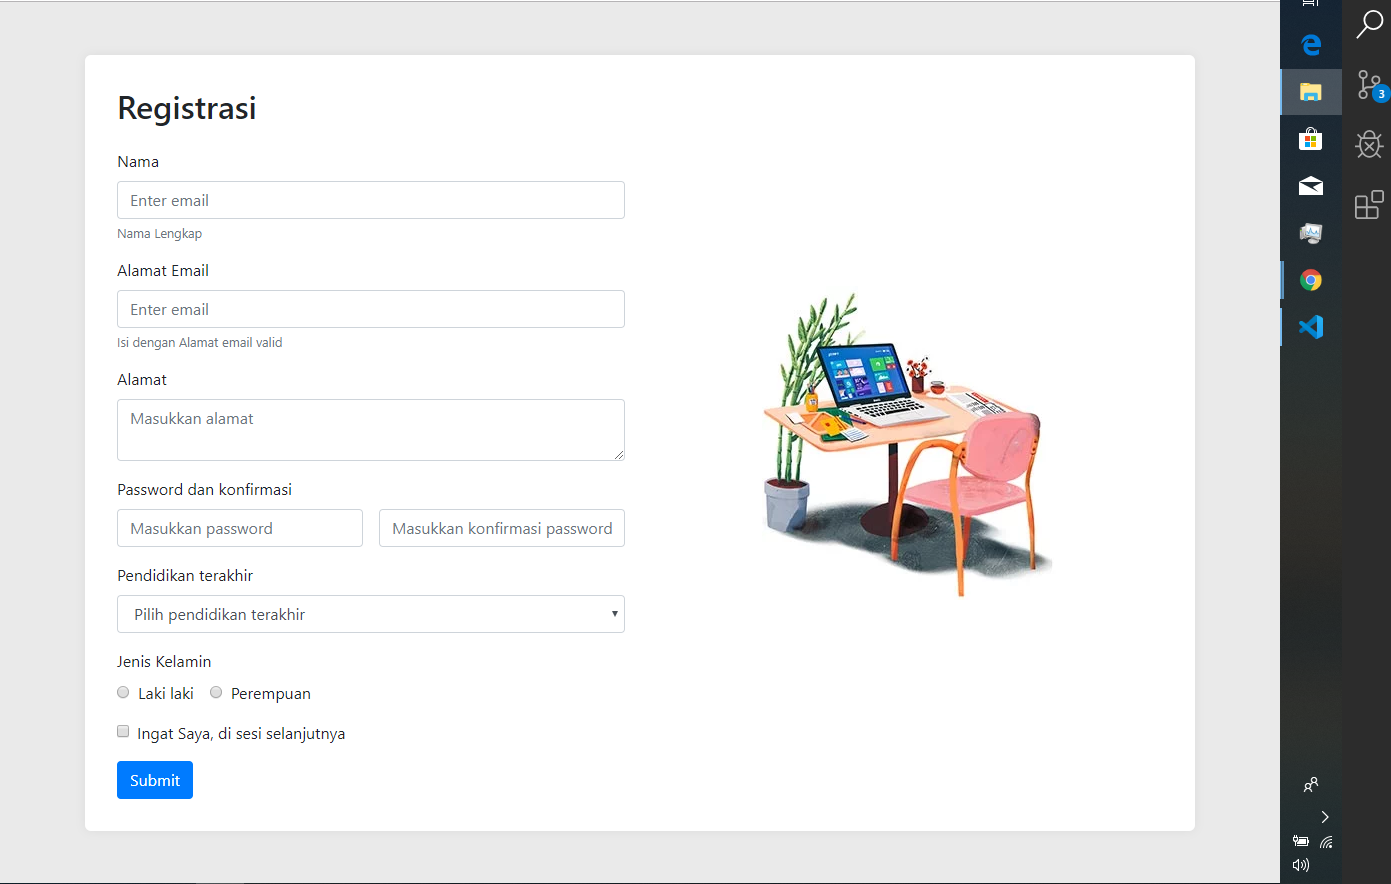 Registrasi
Nama
Enter email
Nama Lengkap
Alamat Email
Enter email
Isi dengan Alamat email valid
Alamat
Masukkan alamat
Password dan konfirmasi
Masukkan password Masukkan konfirmasi password
Pendidikan terakhir
Pilih pendidikan terakhir
Jenis Kelamin
Laki laki Perempuan
Ingat Saya, di sesi selanjutnya
Submit
3